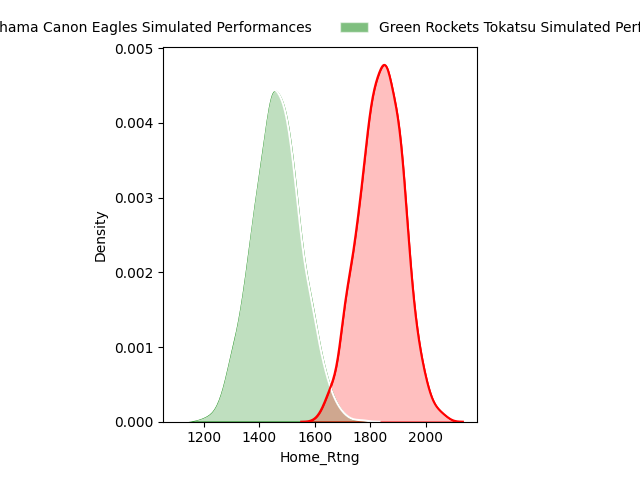 hama Canon Eagles Simulated Performances
Green Rockets Tokatsu Simulated Perf
0.005
0.004
0.003
0.002
0.001
0.000
Density
1200 1400 1600 1800 2000
Home_Rtng